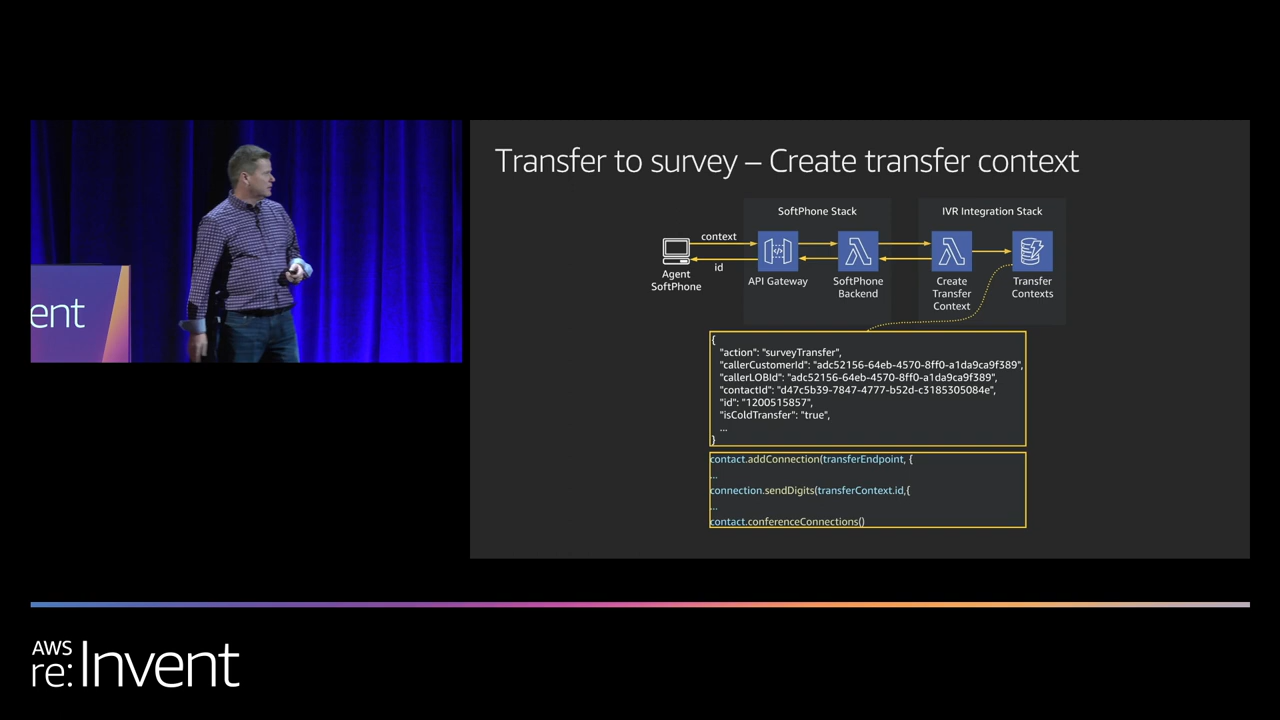 ent
Transfer to survey – Create transfer context
SoftPhone Stack
IVR Integration Stack
context
id
Agent
SoftPhone
API Gateway
SoftPhone
Backend
Create
Transfer
Context
Transfer
Contexts
{
"action": "surveyTransfer",
"callerCustomerId": "adc52156-64eb-4570-8ff0-a1da9ca9f389",
"callerLOBId": "adc52156-64eb-4570-8ff0-a1da9ca9f389",
"contactId": "d47c5b39-7847-4777-b52d-c3185305084e",
"id": "1200515857",
"isColdTransfer": "true",
...
}
contact.addConnection(transferEndpoint, {
...
connection.sendDigits(transferContext.id,{
...
contact.conferenceConnections()
AWS
re:Invent